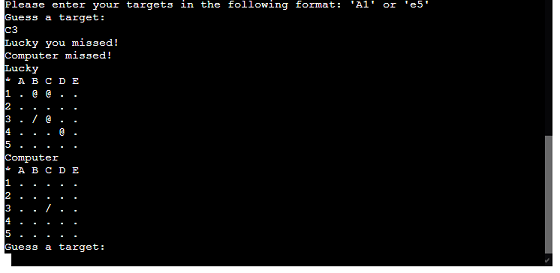 Please enter your targets in the following format: 'A1' or 'e5'
Guess a target:
C3
Lucky you missed!
Computer missed!
Lucky
* A B C D E
1 . @ @ . .
2 . . . . .
3 . / @ . .
4 . . . @ .
5 . . . . .
Computer
* A B C D E
1 . . . . .
2 . . . . .
3 . . / . .
4 . . . . .
5 . . . . .
Guess a target: